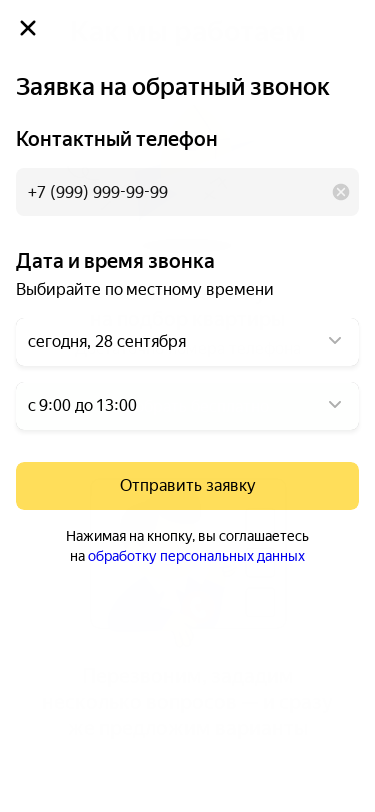 Заявка на обратный звонок
Контактный телефон
+7 (999) 999-99-99
Дата и время звонка
Выбирайте по местному времени
сегодня, 28 сентября
с 9:00 до 13:00
Отправить заявку
Нажимая на кнопку, вы соглашаетесь
на обработку персональных данных